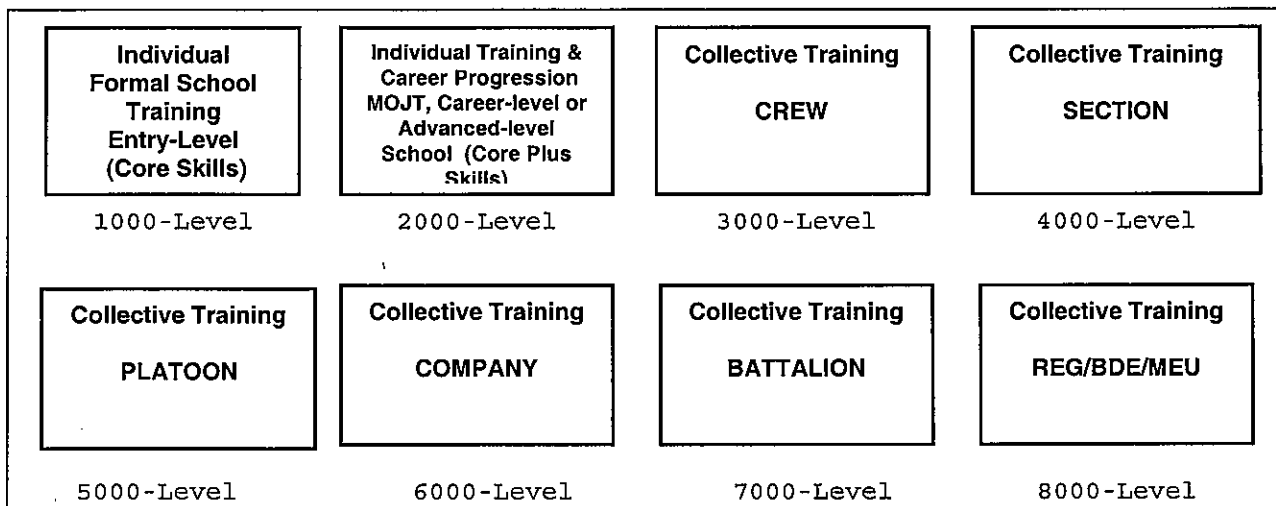 Individual
Formal School
Training
Entry-Level
(Core Skills)
1000-Level
Individual Training &
Career Progression
MOJT, Career-level or
Advanced-level
School (Core Plus
Skills)
2000-Level
Collective Training
CREW
3000-Level
Collective Training
SECTION
4000-Level
Collective Training
PLATOON
5000-Level
Collective Training
COMPANY
6000-Level
Collective Training
BATTALION
7000-Level
Collective Training
REG/BDE/MEU
8000-Level